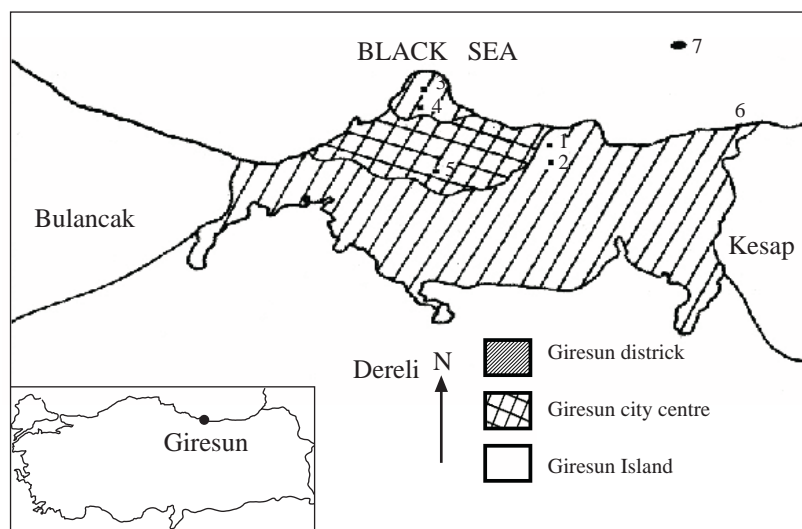 BLACK SEA
7
3
4
6
1
2
5
Bulancak
Kesap
Dereli
N
Giresun districk
Giresun city centre
Giresun Island
Giresun